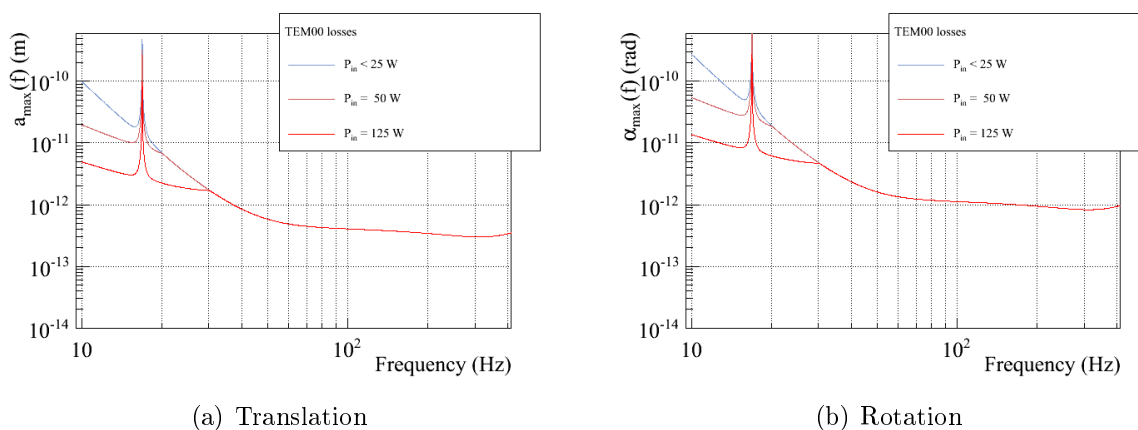 TEM00 losses
P_in < 25 W
P_in = 50 W
P_in = 125 W
a_max(f) (m)
10^-10
10^-11
10^-12
10^-13
10^-14
10
10^2
Frequency (Hz)
(a) Translation
TEM00 losses
P_in < 25 W
P_in = 50 W
P_in = 125 W
α_max(f) (rad)
10^-10
10^-11
10^-12
10^-13
10^-14
10
10^2
Frequency (Hz)
(b) Rotation